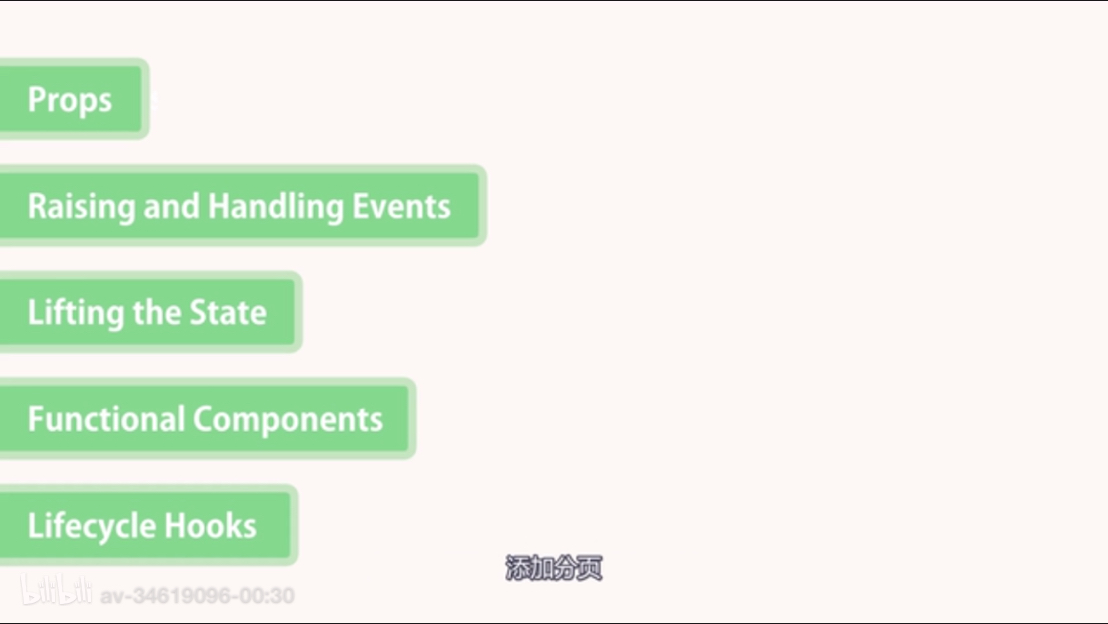 Props
Raising and Handling Events
Lifting the State
Functional Components
Lifecycle Hooks
添加分页
bilibili av-34619096-00:30